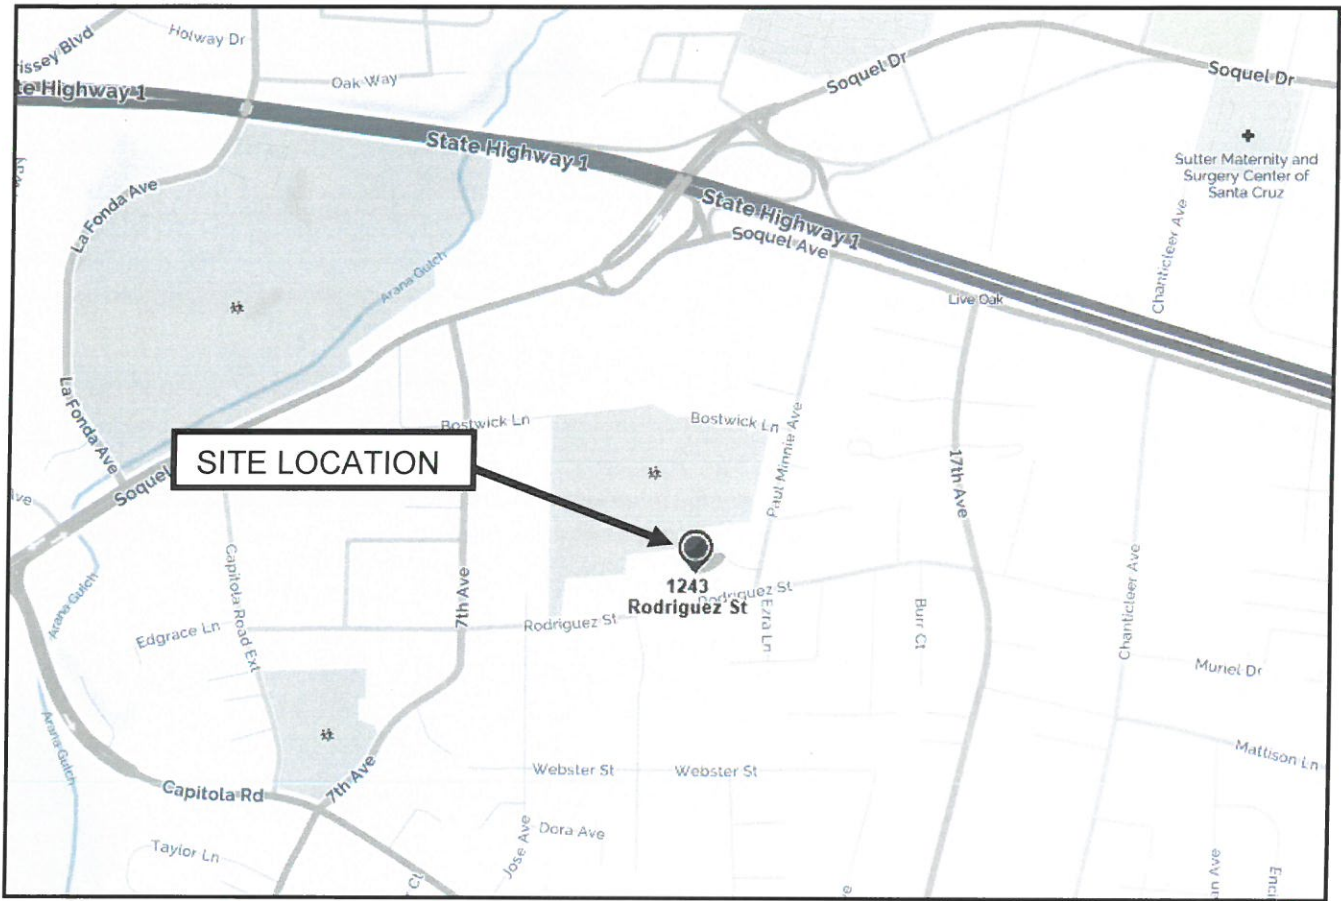 Holway Dr
rissey Blvd
Oak Way
te Highway 1
State Highway 1
Soquel Dr
Soquel Dr
Sutter Maternity and
Surgery Center of
Santa Cruz
La Fonda Ave
State Highway 1
Soquel Ave
Chanticleer Ave
Arana Gulch
Live Oak
La Fonda Ave
Bostwick Ln
Bostwick Ln
Paul Minnie Ave
17th Ave
SITE LOCATION
Soquel
Ave
1243
Rodriguez St
Rodriguez St
Rodriguez St
Ezra Ln
Burr Ct
Chanticleer Ave
Arana Gulch
Edgrace Ln
Capitola Road Ext
7th Ave
Muriel Dr
Mattison Ln
Arana Gulch
Webster St
Webster St
Capitola Rd
7th Ave
Taylor Ln
Jose Ave
Dora Ave
Ct